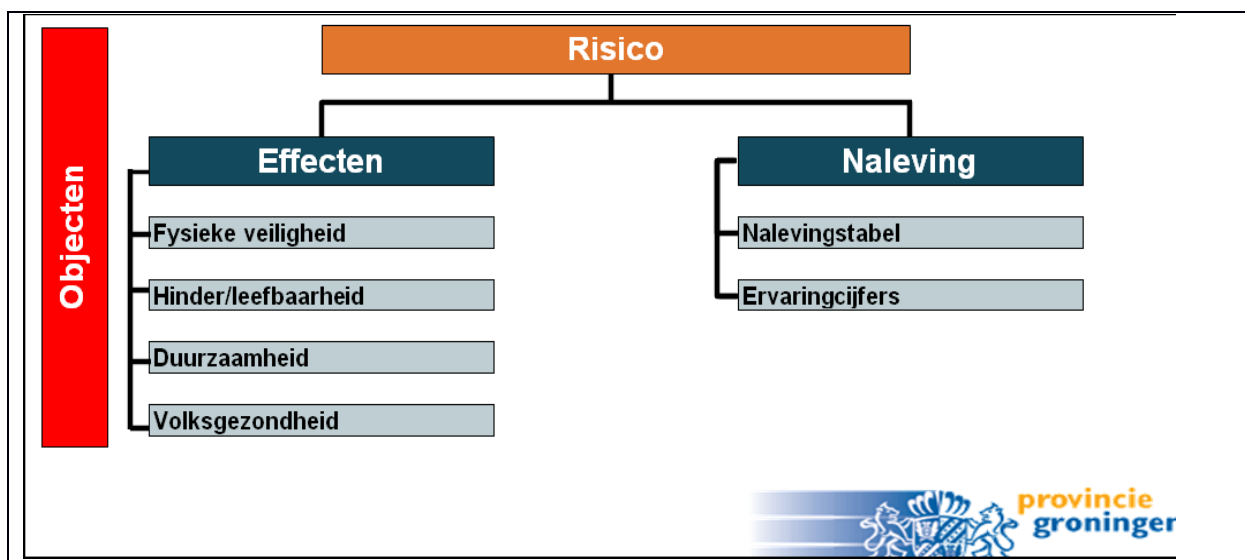 Objecten
Risico
Effecten
Fysieke veiligheid
Hinder/leefbaarheid
Duurzaamheid
Volksgezondheid
Naleving
Nalevingstabel
Ervaringcijfers
provincie
groninger